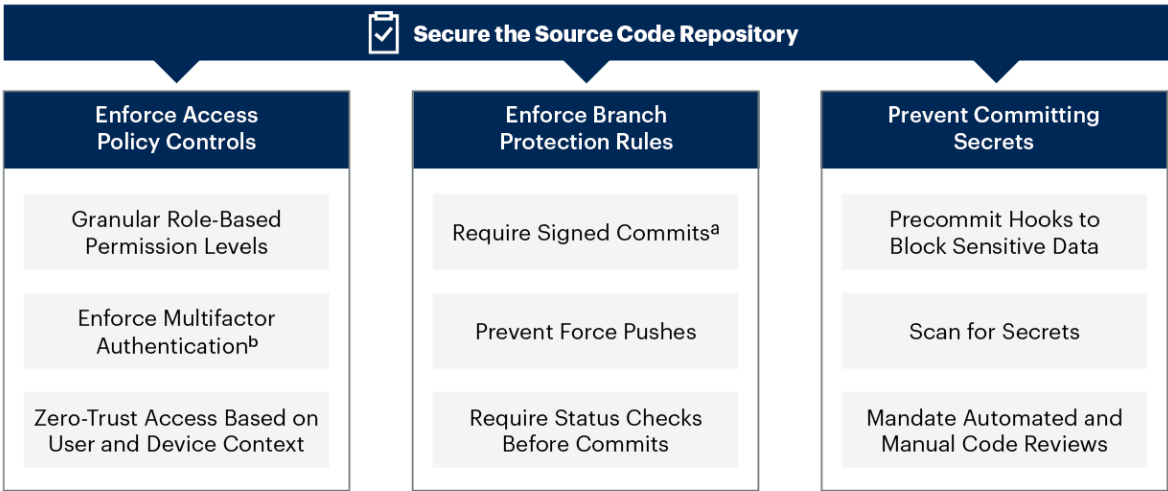 Secure the Source Code Repository
Enforce Access
Policy Controls
Granular Role-Based
Permission Levels
Enforce Multifactor
Authenticationᵇ
Zero-Trust Access Based on
User and Device Context
Enforce Branch
Protection Rules
Require Signed Commitsᵃ
Prevent Force Pushes
Require Status Checks
Before Commits
Prevent Committing
Secrets
Precommit Hooks to
Block Sensitive Data
Scan for Secrets
Mandate Automated and
Manual Code Reviews